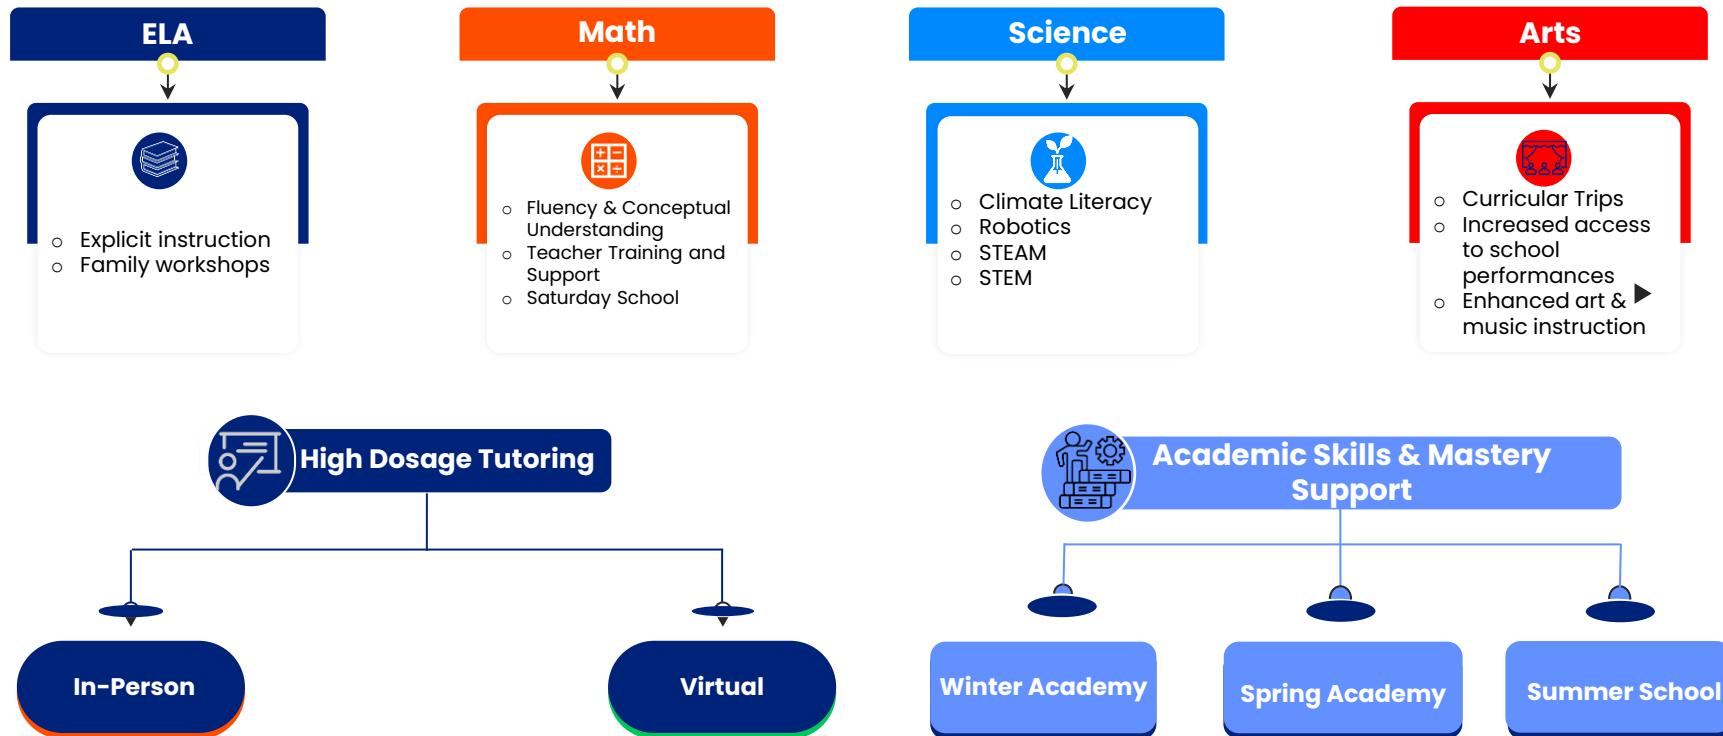 ELA
Math
Science
Arts
o Explicit instruction
o Family workshops
o Fluency & Conceptual
Understanding
o Teacher Training and
Support
o Saturday School
o Climate Literacy
o Robotics
o STEAM
o STEM
o Curricular Trips
o Increased access
to school
performances
o Enhanced art &
music instruction
High Dosage Tutoring
In-Person
Virtual
Academic Skills & Mastery
Support
Winter Academy
Spring Academy
Summer School